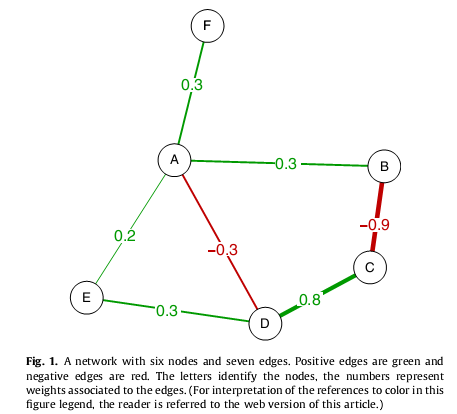 F
0.3
A
0.3
B
−0.9
0.2
−0.3
C
E
0.3
0.8
D
Fig. 1. A network with six nodes and seven edges. Positive edges are green and
negative edges are red. The letters identify the nodes, the numbers represent
weights associated to the edges. (For interpretation of the references to color in this
figure legend, the reader is referred to the web version of this article.)